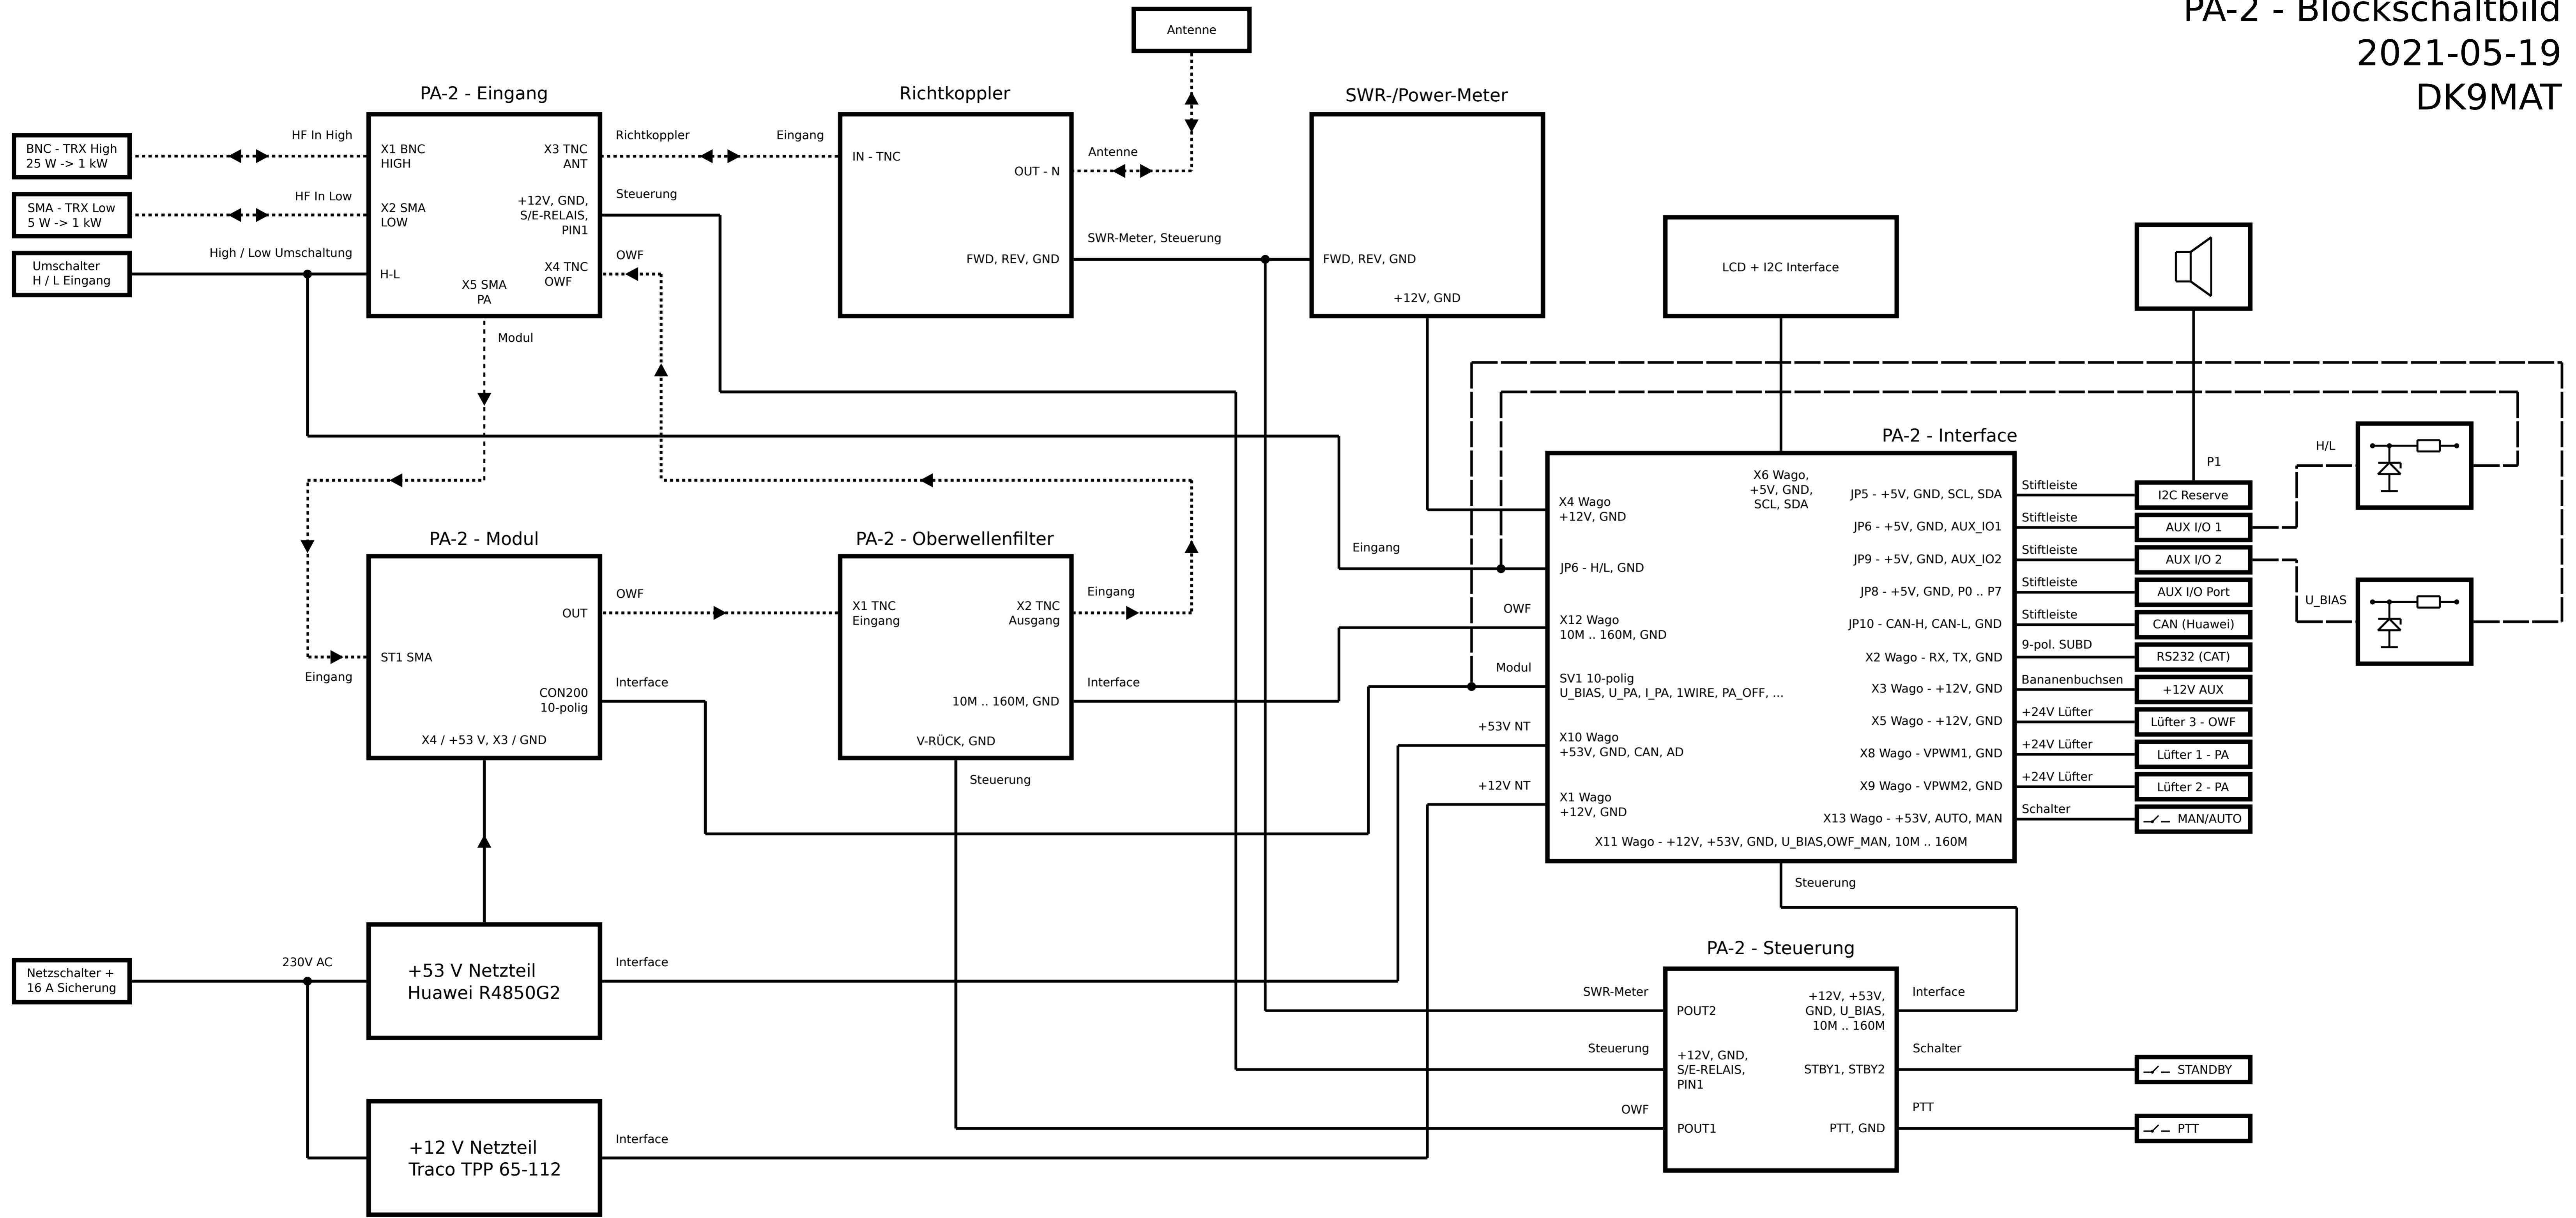 PA-2 - Blockschaltbild
2021-05-19
DK9MAT
Antenne
PA-2 - Eingang
Richtkoppler
SWR-/Power-Meter
BNC - TRX High
25 W -> 1 kW
HF In High
X1 BNC
HIGH
X3 TNC
ANT
Richtkoppler
Eingang
IN - TNC
OUT - N
Antenne
SMA - TRX Low
5 W -> 1 kW
HF In Low
X2 SMA
LOW
+12V, GND,
S/E-RELAIS,
PIN1
Steuerung
Umschalter
H / L Eingang
High / Low Umschaltung
H-L
X5 SMA
PA
X4 TNC
OWF
OWF
FWD, REV, GND
SWR-Meter, Steuerung
FWD, REV, GND
+12V, GND
LCD + I2C Interface
Modul
PA-2 - Interface
X6 Wago,
+5V, GND,
SCL, SDA
X4 Wago
+12V, GND
Eingang
JP6 - H/L, GND
OWF
X12 Wago
10M .. 160M, GND
Modul
SV1 10-polig
U_BIAS, U_PA, I_PA, 1WIRE, PA_OFF, ...
+53V NT
X10 Wago
+53V, GND, CAN, AD
+12V NT
X1 Wago
+12V, GND
P1
JP5 - +5V, GND, SCL, SDA
Stiftleiste
I2C Reserve
JP6 - +5V, GND, AUX_IO1
Stiftleiste
AUX I/O 1
H/L
JP9 - +5V, GND, AUX_IO2
Stiftleiste
AUX I/O 2
U_BIAS
JP8 - +5V, GND, P0 .. P7
Stiftleiste
AUX I/O Port
JP10 - CAN-H, CAN-L, GND
Stiftleiste
CAN (Huawei)
X2 Wago - RX, TX, GND
9-pol. SUBD
RS232 (CAT)
X3 Wago - +12V, GND
Bananenbuchsen
+12V AUX
X5 Wago - +12V, GND
+24V Lüfter
Lüfter 3 - OWF
X8 Wago - VPWM1, GND
+24V Lüfter
Lüfter 1 - PA
X9 Wago - VPWM2, GND
+24V Lüfter
Lüfter 2 - PA
X13 Wago - +53V, AUTO, MAN
Schalter
MAN/AUTO
X11 Wago - +12V, +53V, GND, U_BIAS,OWF_MAN, 10M .. 160M
Steuerung
PA-2 - Modul
OUT
OWF
ST1 SMA
Eingang
CON200
10-polig
Interface
X4 / +53 V, X3 / GND
PA-2 - Oberwellenfilter
X1 TNC
Eingang
X2 TNC
Ausgang
Eingang
10M .. 160M, GND
Interface
V-RÜCK, GND
Steuerung
Netzschalter +
16 A Sicherung
230V AC
+53 V Netzteil
Huawei R4850G2
Interface
+12 V Netzteil
Traco TPP 65-112
Interface
PA-2 - Steuerung
SWR-Meter
POUT2
+12V, +53V,
GND, U_BIAS,
10M .. 160M
Interface
Steuerung
+12V, GND,
S/E-RELAIS,
PIN1
STBY1, STBY2
Schalter
STANDBY
OWF
POUT1
PTT, GND
PTT
PTT